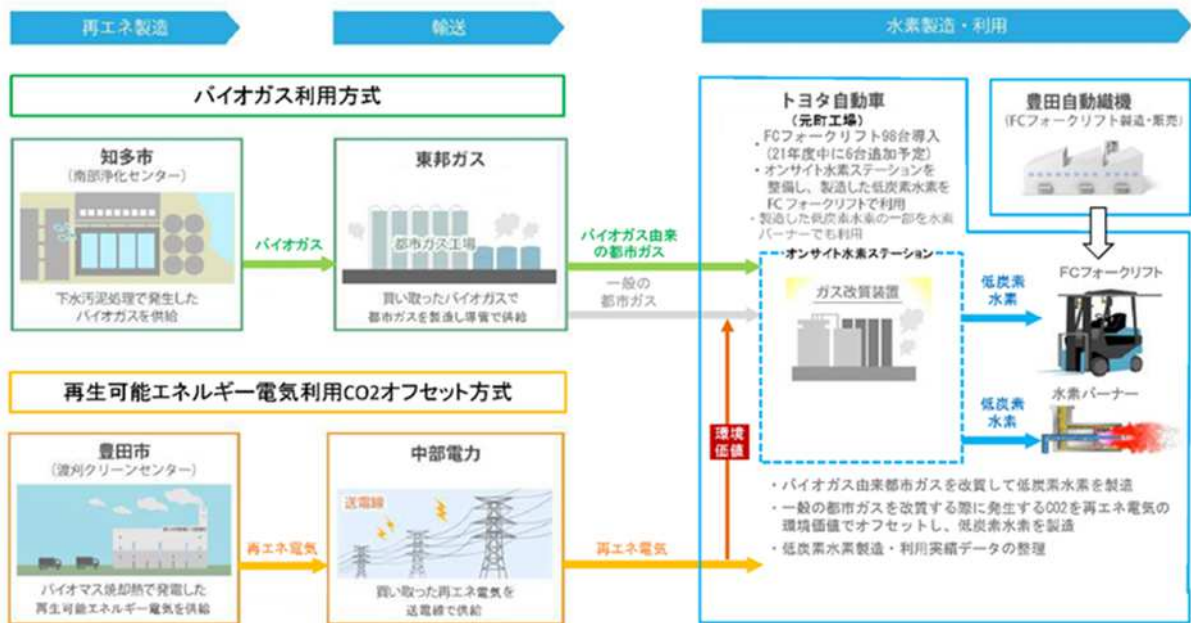 再エネ製造
輸送
水素製造・利用
バイオガス利用方式
知多市
(南部浄化センター)
下水汚泥処理で発生した
バイオガスを供給
バイオガス
東邦ガス
都市ガス工場
買い取ったバイオガスで
都市ガスを製造し導管で供給
バイオガス由来
の都市ガス
一般の
都市ガス
再生可能エネルギー電気利用CO2オフセット方式
豊田市
(渡刈クリーンセンター)
バイオマス焼却熱で発電した
再生可能エネルギー電気を供給
再エネ電気
中部電力
送電線
買い取った再エネ電気を
送電線で供給
再エネ電気
環境
価値
トヨタ自動車
(元町工場)
・FCフォークリフト98台導入
(21年度中に6台追加予定)
・オンサイト水素ステーションを
整備し、製造した低炭素水素を
FCフォークリフトで利用
・製造した低炭素水素の一部を水素
バーナーでも利用
オンサイト水素ステーション
ガス改質装置
豊田自動織機
(FCフォークリフト製造・販売)
低炭素
水素
FCフォークリフト
低炭素
水素
水素バーナー
・バイオガス由来都市ガスを改質して低炭素水素を製造
・一般の都市ガスを改質する際に発生するCO2を再エネ電気の
環境価値でオフセットし、低炭素水素を製造
・低炭素水素製造・利用実績データの整理